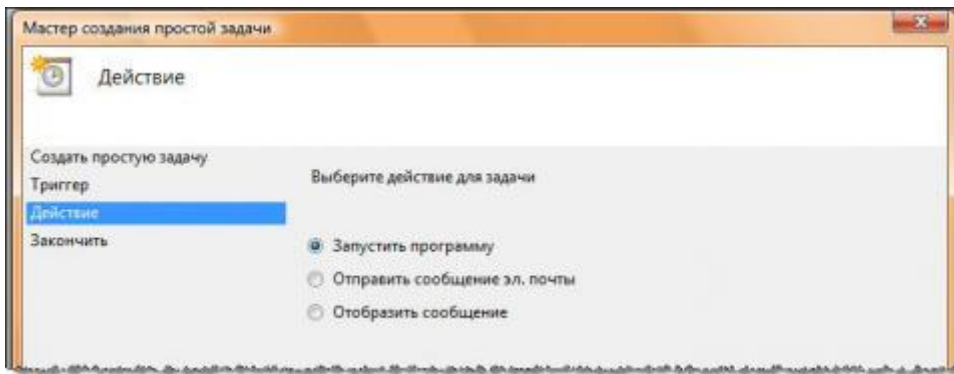 Мастер создания простой задачи
Действие
Создать простую задачу
Триггер
Действие
Закончить
Выберите действие для задачи
Запустить программу
Отправить сообщение эл. почты
Отобразить сообщение